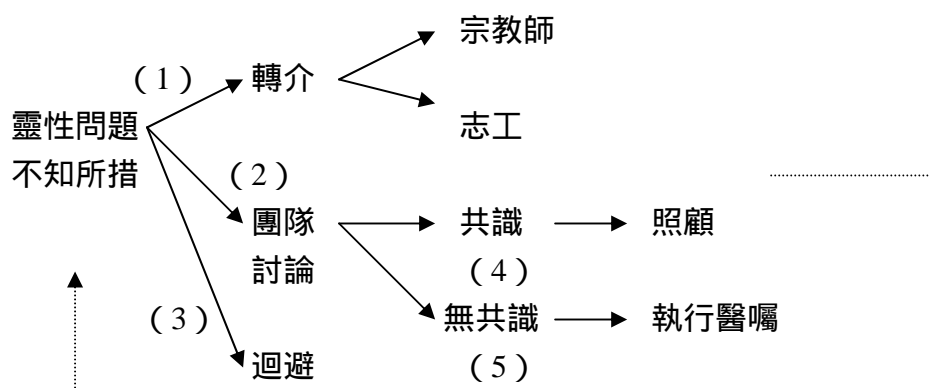 宗教師
(1)
轉介
靈性問題
不知所措
志工
(2)
團隊
討論
共識
照顧
(4)
(3)
無共識
執行醫囑
迴避
(5)